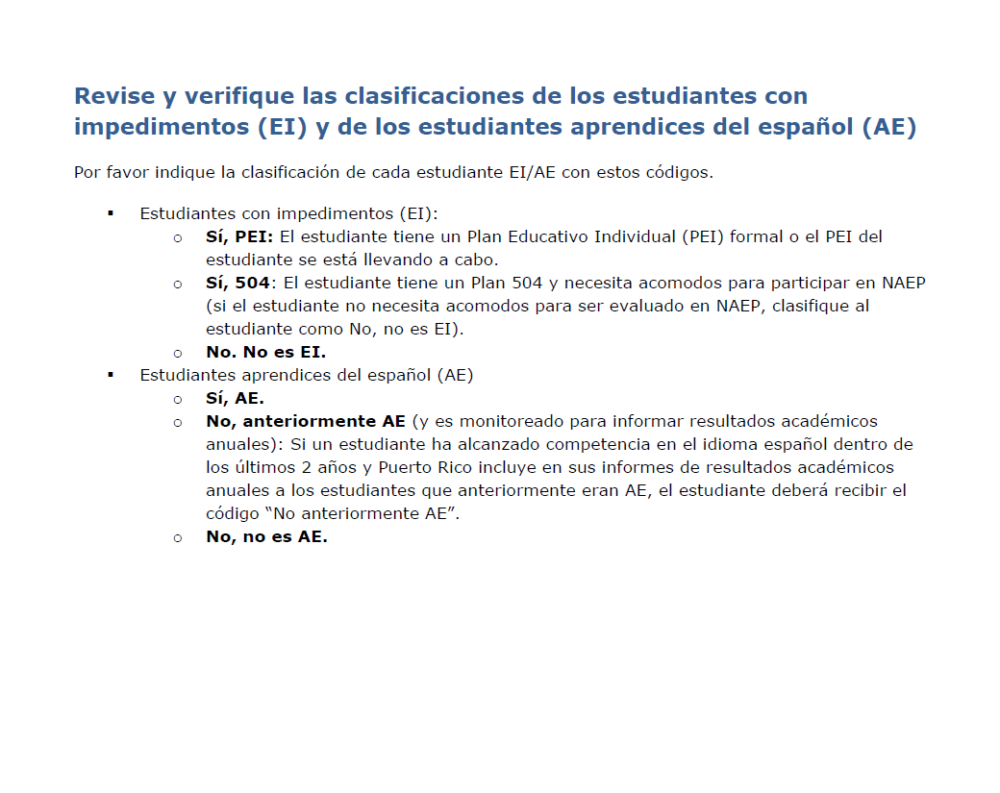 Revise y verifique las clasificaciones de los estudiantes con
impedimentos (EI) y de los estudiantes aprendices del español (AE)
Por favor indique la clasificación de cada estudiante EI/AE con estos códigos.
▪ Estudiantes con impedimentos (EI):
o Sí, PEI: El estudiante tiene un Plan Educativo Individual (PEI) formal o el PEI del
estudiante se está llevando a cabo.
o Sí, 504: El estudiante tiene un Plan 504 y necesita acomodos para participar en NAEP
(si el estudiante no necesita acomodos para ser evaluado en NAEP, clasifique al
estudiante como No, no es EI).
o No. No es EI.
▪ Estudiantes aprendices del español (AE)
o Sí, AE.
o No, anteriormente AE (y es monitoreado para informar resultados académicos
anuales): Si un estudiante ha alcanzado competencia en el idioma español dentro de
los últimos 2 años y Puerto Rico incluye en sus informes de resultados académicos
anuales a los estudiantes que anteriormente eran AE, el estudiante deberá recibir el
código “No anteriormente AE”.
o No, no es AE.